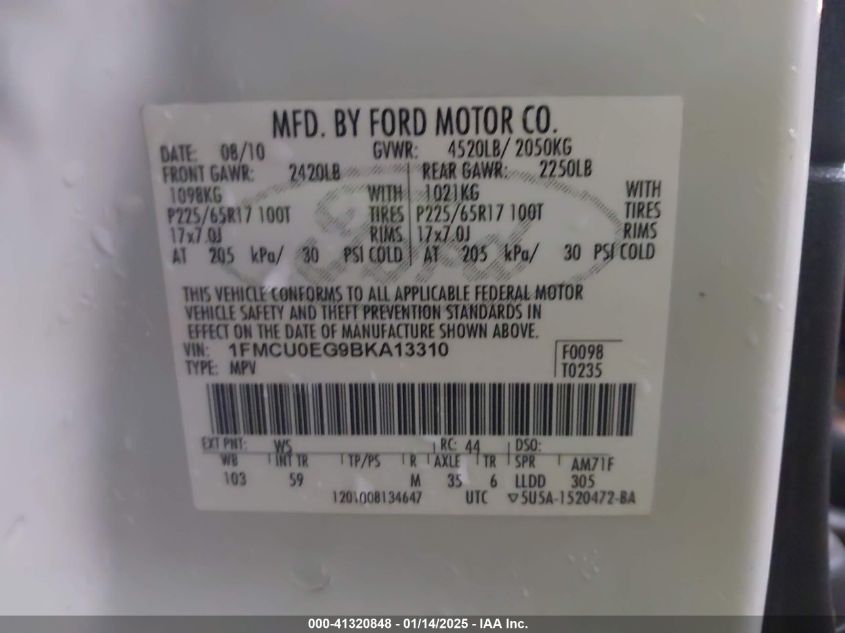 MFD. BY FORD MOTOR CO.
DATE: 08/10 GVWR: 4520LB/ 2050KG
FRONT GAWR: 2420LB REAR GAWR: 2250LB
1098KG WITH 1021KG WITH
P225/65R17 100T TIRES P225/65R17 100T TIRES
17x7.0J RIMS 17x7.0J RIMS
AT 205 kPa/ 30 PSI COLD AT 205 kPa/ 30 PSI COLD
THIS VEHICLE CONFORMS TO ALL APPLICABLE FEDERAL MOTOR
VEHICLE SAFETY AND THEFT PREVENTION STANDARDS IN
EFFECT ON THE DATE OF MANUFACTURE SHOWN ABOVE.
VIN: 1FMCU0EG9BKA13310 F0098
TYPE: MPV T0235
EXT PNT: WS RC: 44 DSO:
WB INT TR TP/PS R AXLE TR SPR AM71F
103 59 M 35 6 LLDD 305
UTC ▽5U5A-1520472-BA
000-41320848 - 01/14/2025 - IAA Inc.